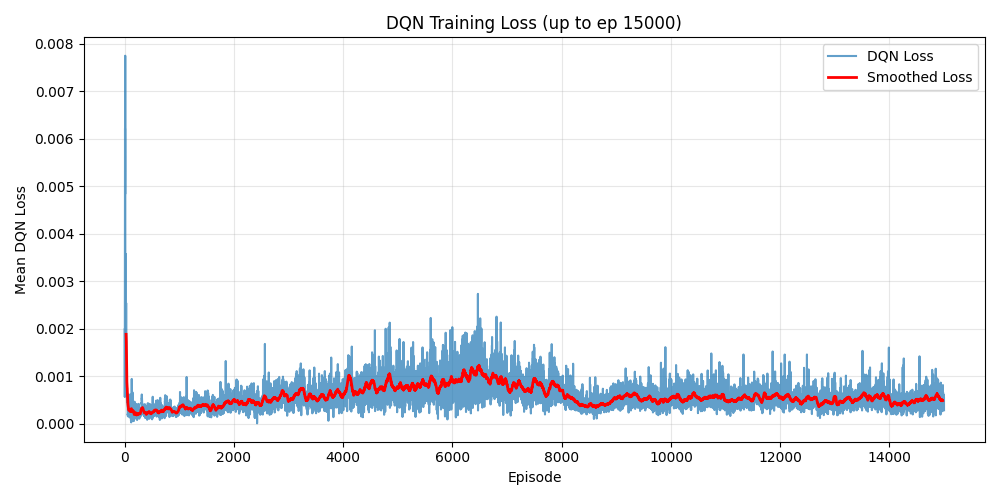 DQN Training Loss (up to ep 15000)
DQN Loss
Smoothed Loss
Mean DQN Loss
0.008
0.007
0.006
0.005
0.004
0.003
0.002
0.001
0.000
0 2000 4000 6000 8000 10000 12000 14000
Episode